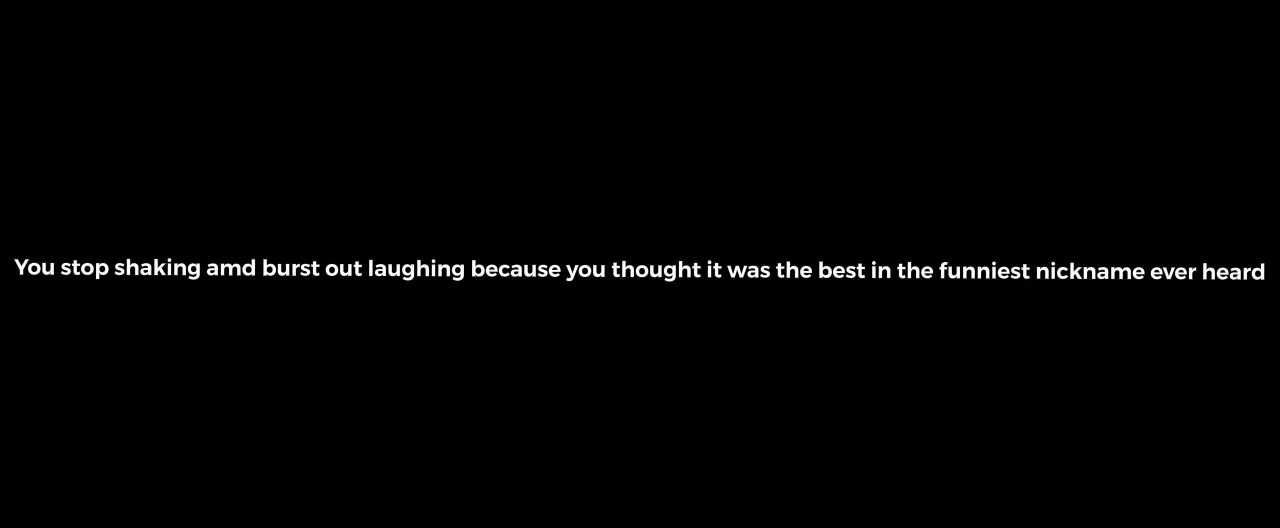 You stop shaking amd burst out laughing because you thought it was the best in the funniest nickname ever heard